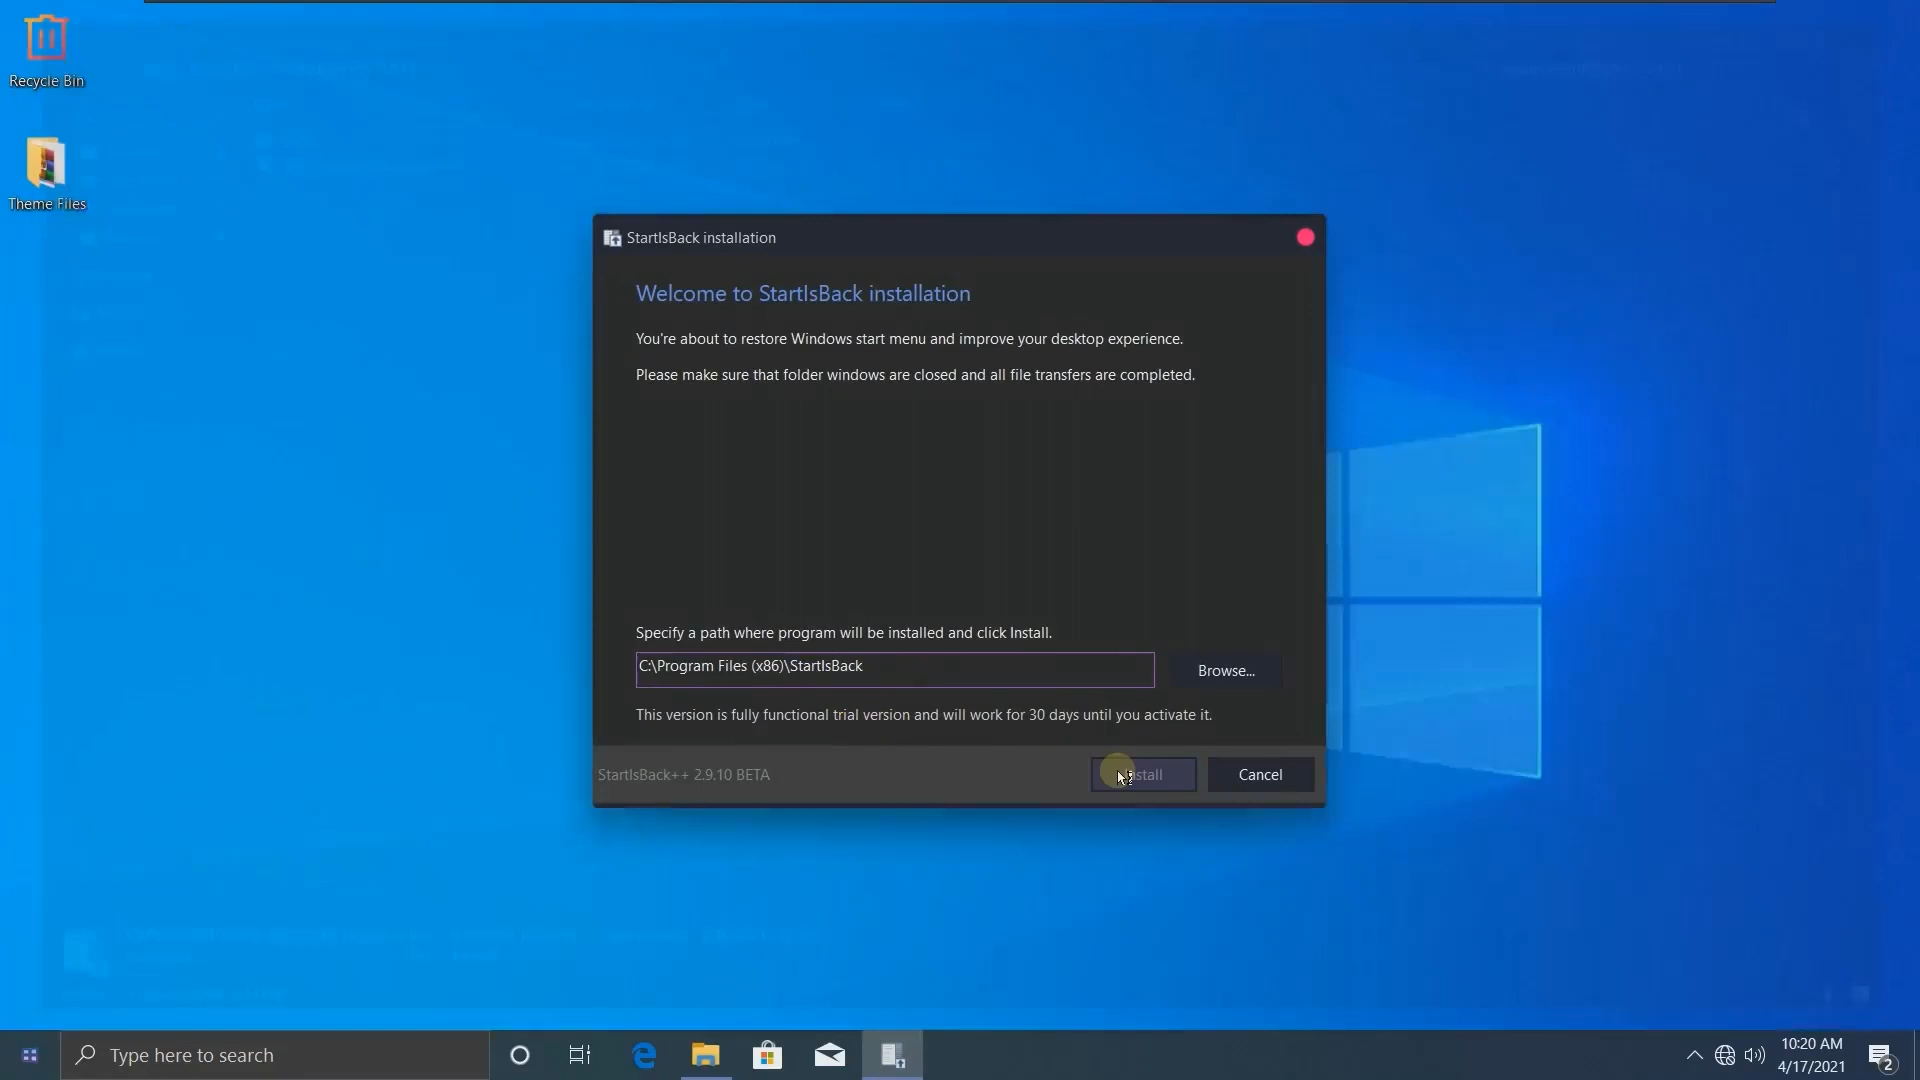 Recycle Bin
Theme Files
StartIsBack installation
Welcome to StartIsBack installation
You're about to restore Windows start menu and improve your desktop experience.
Please make sure that folder windows are closed and all file transfers are completed.
Specify a path where program will be installed and click Install.
C:\Program Files (x86)\StartIsBack
Browse...
This version is fully functional trial version and will work for 30 days until you activate it.
StartIsBack++ 2.9.10 BETA
Install
Cancel
Type here to search
10:20 AM
4/17/2021
2